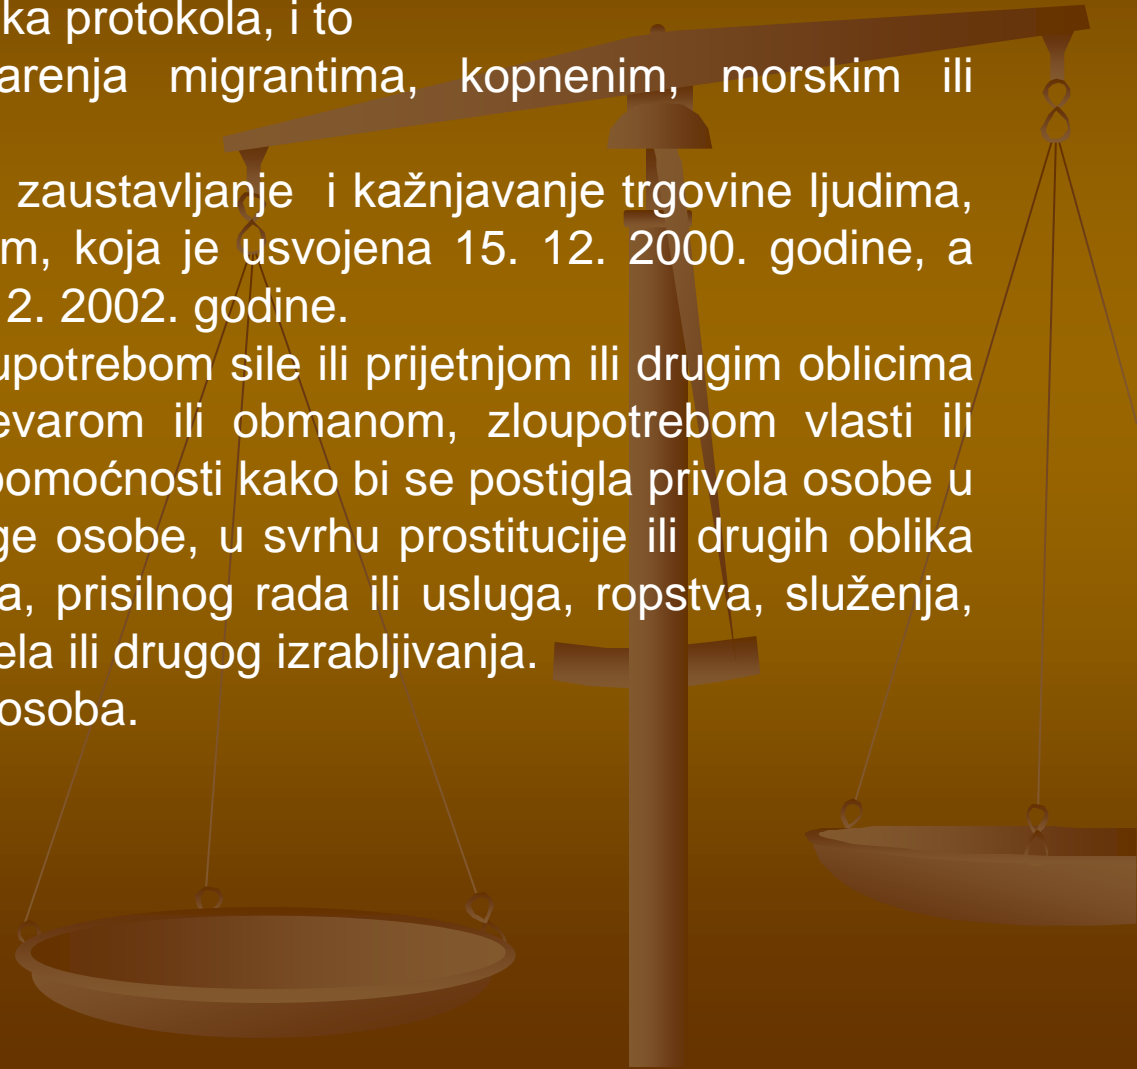 ka protokola, i to
arenja migrantima, kopnenim, morskim ili
zaustavljanje i kažnjavanje trgovine ljudima,
m, koja je usvojena 15. 12. 2000. godine, a
2. 2002. godine.
upotrebom sile ili prijetnjom ili drugim oblicima
evarom ili obmanom, zloupotrebom vlasti ili
pomoćnosti kako bi se postigla privola osobe u
ge osobe, u svrhu prostitucije ili drugih oblika
a, prisilnog rada ili usluga, ropstva, služenja,
ela ili drugog izrabljivanja.
osoba.